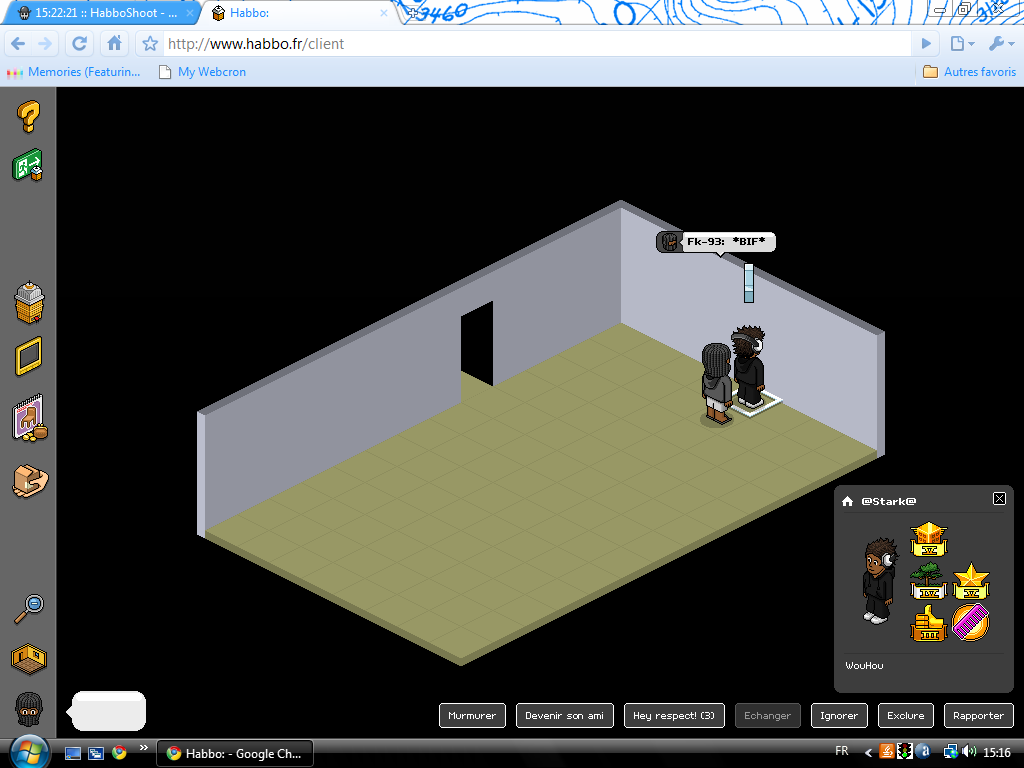 15:22:21 :: HabboShoot - ...
Habbo:
3460
http://www.habbo.fr/client
Memories (Featurin...
My Webcron
Autres favoris
Fk-93: *BIF*
@Stark@
IV
III
WouHou
Murmurer
Devenir son ami
Hey respect! (3)
Echanger
Ignorer
Exclure
Rapporter
Habbo: - Google Ch...
FR
15:16